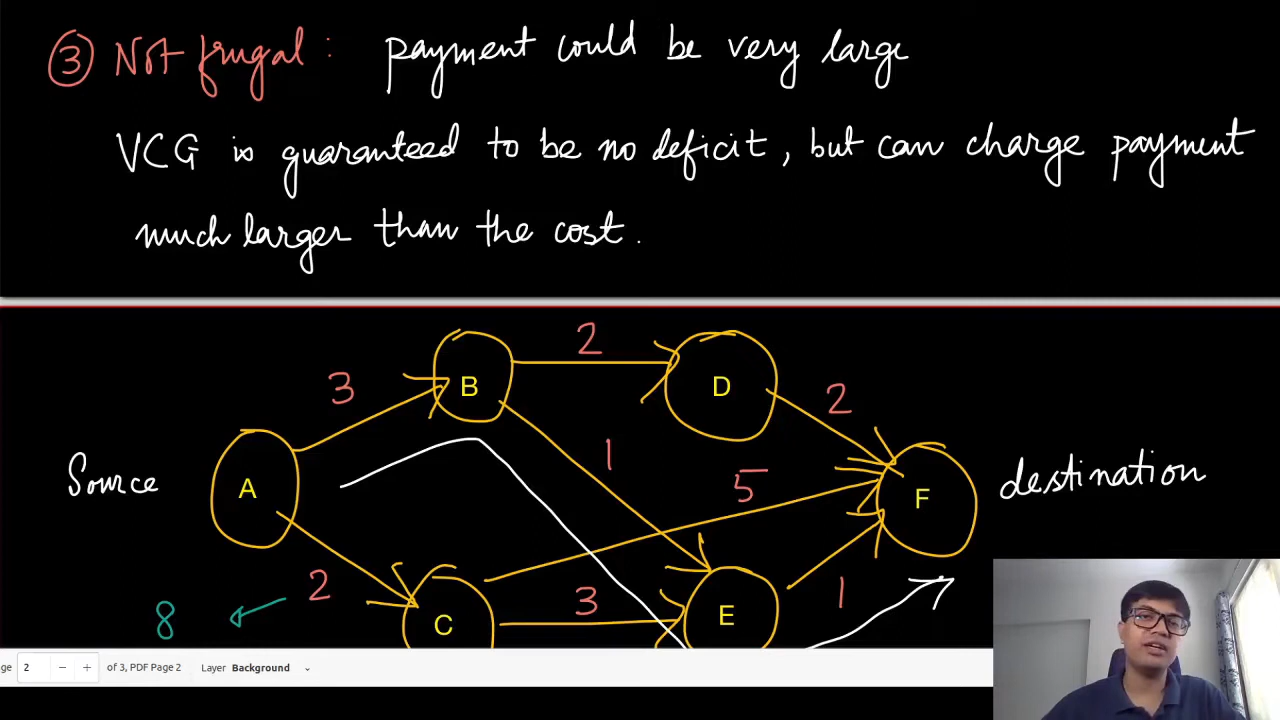 ③ Not frugal : payment could be very large
VCG is guaranteed to be no deficit, but can charge payment
much larger than the cost.
2
3
B
D
2
1
Source
A
5
F
destination
2
3
1
8
C
E
ge 2 − + of 3, PDF Page 2 Layer Background